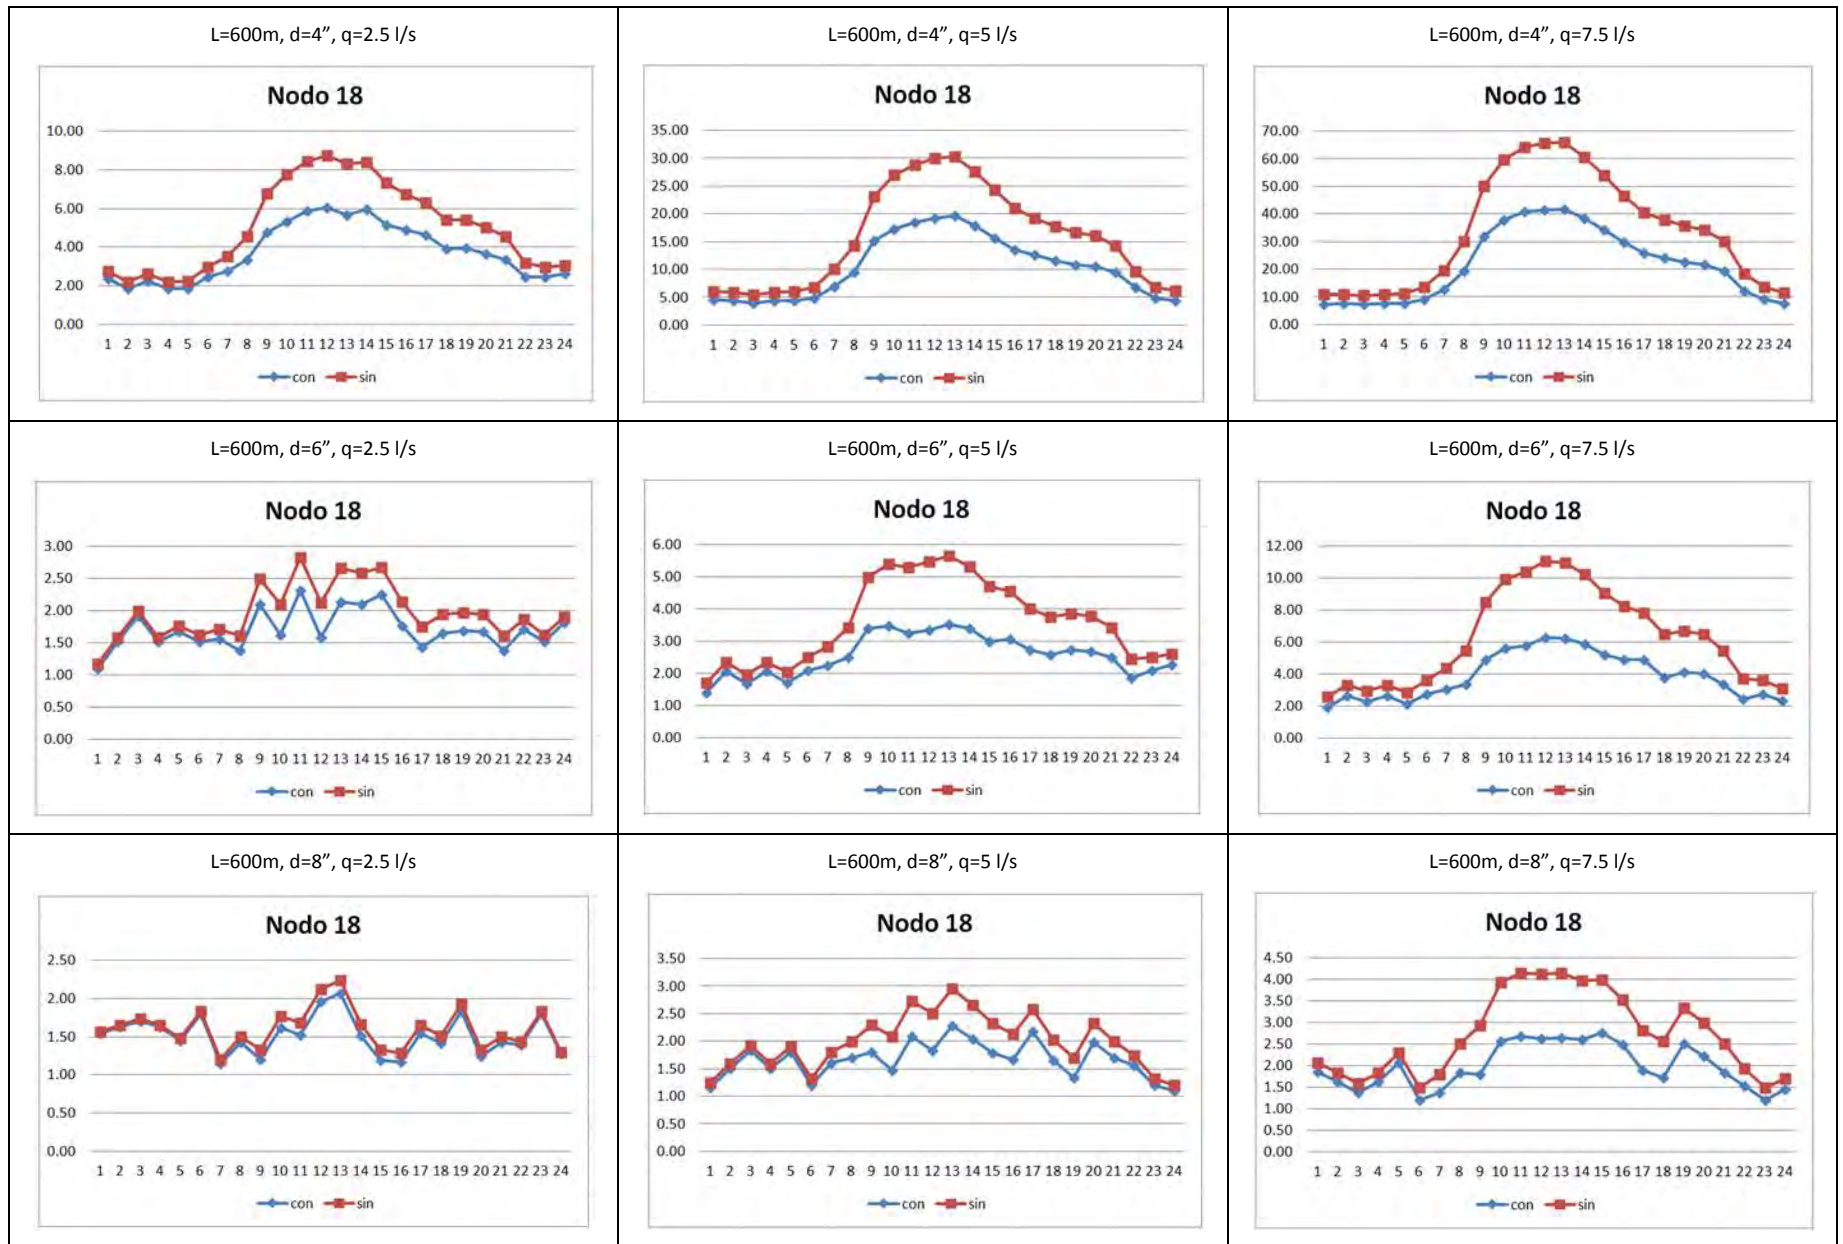 L=600m, d=4”, q=2.5 l/s
Nodo 18
10.00
8.00
6.00
4.00
2.00
0.00
1 2 3 4 5 6 7 8 9 10 11 12 13 14 15 16 17 18 19 20 21 22 23 24
con sin
L=600m, d=4”, q=5 l/s
Nodo 18
35.00
30.00
25.00
20.00
15.00
10.00
5.00
0.00
1 2 3 4 5 6 7 8 9 10 11 12 13 14 15 16 17 18 19 20 21 22 23 24
con sin
L=600m, d=4”, q=7.5 l/s
Nodo 18
70.00
60.00
50.00
40.00
30.00
20.00
10.00
0.00
1 2 3 4 5 6 7 8 9 10 11 12 13 14 15 16 17 18 19 20 21 22 23 24
con sin
L=600m, d=6”, q=2.5 l/s
Nodo 18
3.00
2.50
2.00
1.50
1.00
0.50
0.00
1 2 3 4 5 6 7 8 9 10 11 12 13 14 15 16 17 18 19 20 21 22 23 24
con sin
L=600m, d=6”, q=5 l/s
Nodo 18
6.00
5.00
4.00
3.00
2.00
1.00
0.00
1 2 3 4 5 6 7 8 9 10 11 12 13 14 15 16 17 18 19 20 21 22 23 24
con sin
L=600m, d=6”, q=7.5 l/s
Nodo 18
12.00
10.00
8.00
6.00
4.00
2.00
0.00
1 2 3 4 5 6 7 8 9 10 11 12 13 14 15 16 17 18 19 20 21 22 23 24
con sin
L=600m, d=8”, q=2.5 l/s
Nodo 18
2.50
2.00
1.50
1.00
0.50
0.00
1 2 3 4 5 6 7 8 9 10 11 12 13 14 15 16 17 18 19 20 21 22 23 24
con sin
L=600m, d=8”, q=5 l/s
Nodo 18
3.50
3.00
2.50
2.00
1.50
1.00
0.50
0.00
1 2 3 4 5 6 7 8 9 10 11 12 13 14 15 16 17 18 19 20 21 22 23 24
con sin
L=600m, d=8”, q=7.5 l/s
Nodo 18
4.50
4.00
3.50
3.00
2.50
2.00
1.50
1.00
0.50
0.00
1 2 3 4 5 6 7 8 9 10 11 12 13 14 15 16 17 18 19 20 21 22 23 24
con sin